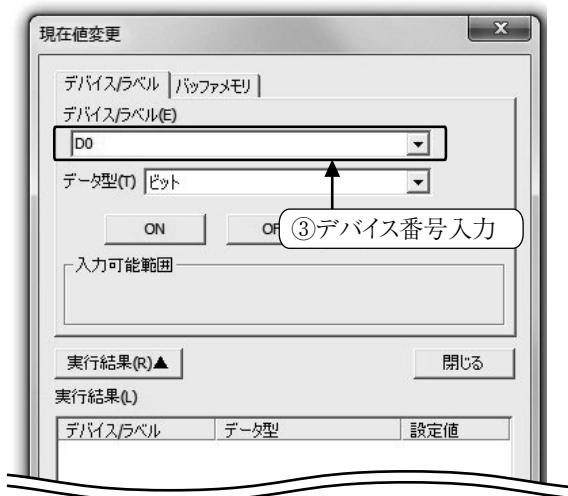 現在値変更
X
デバイス/ラベル バッファメモリ
デバイス/ラベル(E)
D0
データ型(T) ビット
ON OF
③デバイス番号入力
入力可能範囲
実行結果(R)▲ 閉じる
実行結果(L)
デバイス/ラベル データ型 設定値